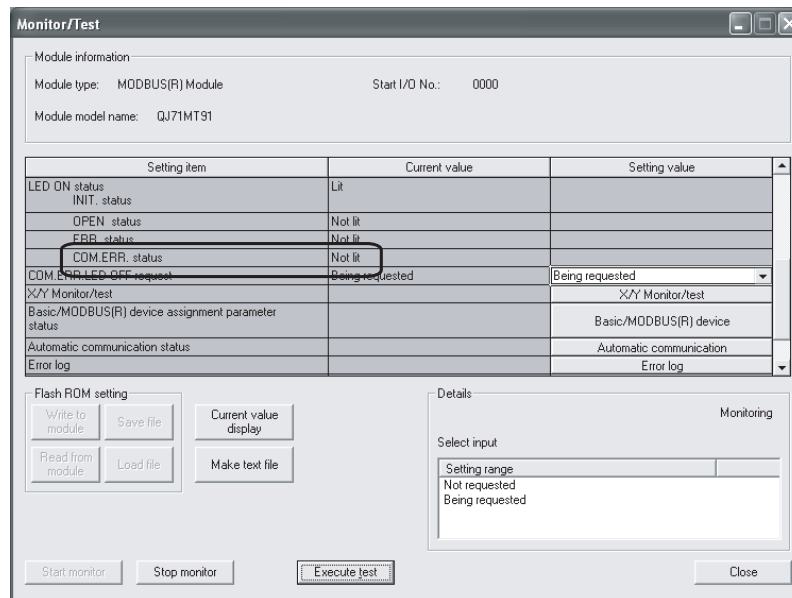 Monitor/Test
Module information
Module type: MODBUS(R) Module Start I/O No.: 0000
Module model name: QJ71MT91
Setting item Current value Setting value
LED ON status Lit
INIT. status
OPEN status Not lit
ERR. status Not lit
COM.ERR. status Not lit
COM.ERR.LED OFF request Being requested Being requested
X/Y Monitor/test X/Y Monitor/test
Basic/MODBUS(R) device assignment parameter
status Basic/MODBUS(R) device
Automatic communication status Automatic communication
Error log Error log
Flash ROM setting
Write to
module
Save file
Current value
display
Read from
module
Load file
Make text file
Details
Monitoring
Select input
Setting range
Not requested
Being requested
Start monitor Stop monitor Execute test Close